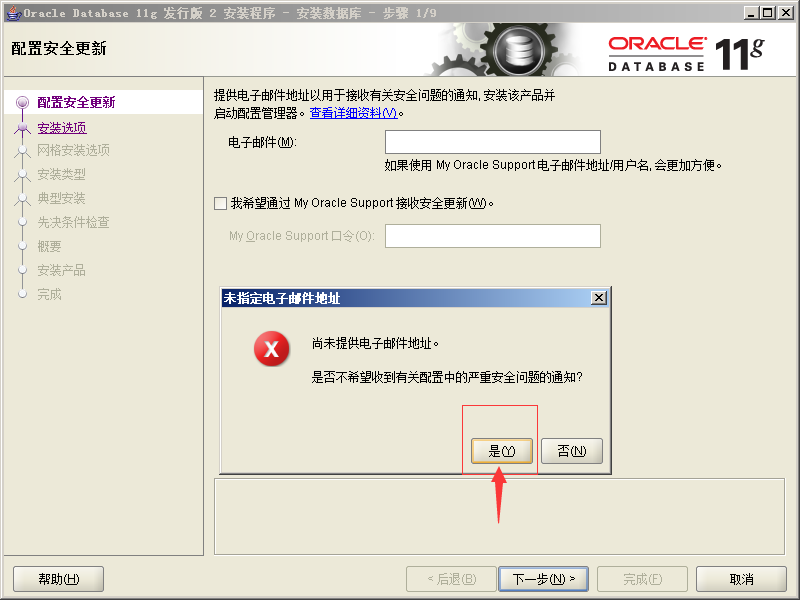 Oracle Database 11g 发行版 2 安装程序 - 安装数据库 - 步骤 1/9
配置安全更新
ORACLE
DATABASE
11g
配置安全更新
安装选项
网格安装选项
安装类型
典型安装
先决条件检查
概要
安装产品
完成
提供电子邮件地址以用于接收有关安全问题的通知, 安装该产品并
启动配置管理器。查看详细资料(V)。
电子邮件(M):
如果使用 My Oracle Support 电子邮件地址/用户名, 会更加方便。
我希望通过 My Oracle Support 接收安全更新(W)。
My Oracle Support 口令(O):
未指定电子邮件地址
尚未提供电子邮件地址。
是否不希望收到有关配置中的严重安全问题的通知?
是(Y)
否(N)
帮助(H)
< 后退(B)
下一步(N) >
完成(F)
取消